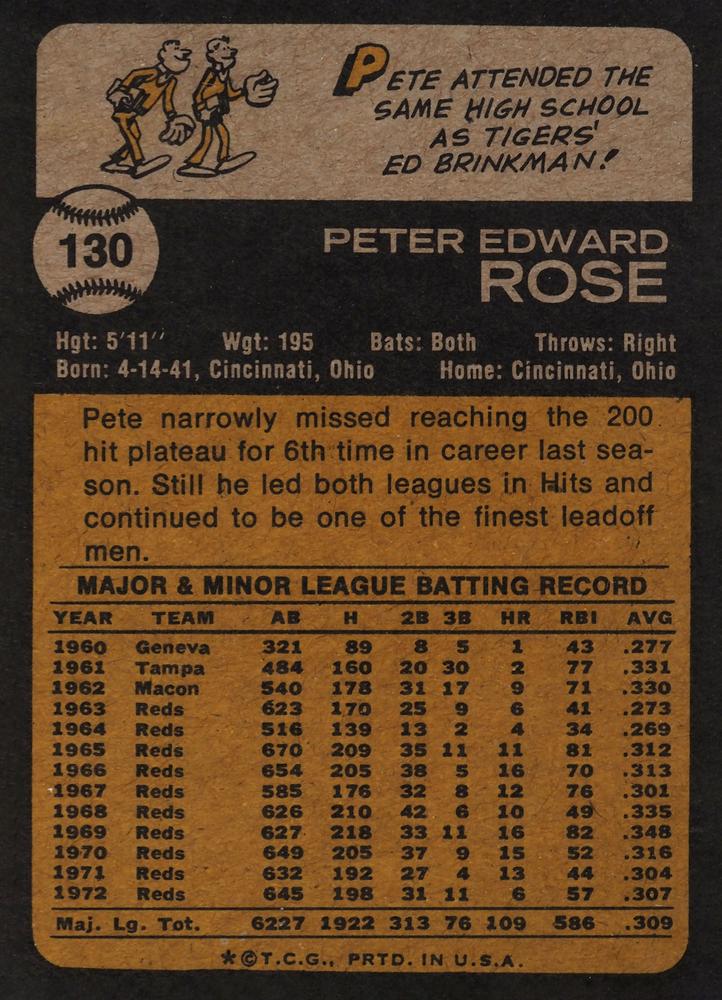 PETE ATTENDED THE
SAME HIGH SCHOOL
AS TIGERS'
ED BRINKMAN!
130
PETER EDWARD
ROSE
Hgt: 5'11'' Wgt: 195 Bats: Both Throws: Right
Born: 4-14-41, Cincinnati, Ohio Home: Cincinnati, Ohio
Pete narrowly missed reaching the 200
hit plateau for 6th time in career last sea-
son. Still he led both leagues in Hits and
continued to be one of the finest leadoff
men.
MAJOR & MINOR LEAGUE BATTING RECORD
YEAR TEAM AB H 2B 3B HR RBI AVG
1960 Geneva 321 89 8 5 1 43 .277
1961 Tampa 484 160 20 30 2 77 .331
1962 Macon 540 178 31 17 9 71 .330
1963 Reds 623 170 25 9 6 41 .273
1964 Reds 516 139 13 2 4 34 .269
1965 Reds 670 209 35 11 11 81 .312
1966 Reds 654 205 38 5 16 70 .313
1967 Reds 585 176 32 8 12 76 .301
1968 Reds 626 210 42 6 10 49 .335
1969 Reds 627 218 33 11 16 82 .348
1970 Reds 649 205 37 9 15 52 .316
1971 Reds 632 192 27 4 13 44 .304
1972 Reds 645 198 31 11 6 57 .307
Maj. Lg. Tot. 6227 1922 313 76 109 586 .309
*©T.C.G., PRTD. IN U.S.A.